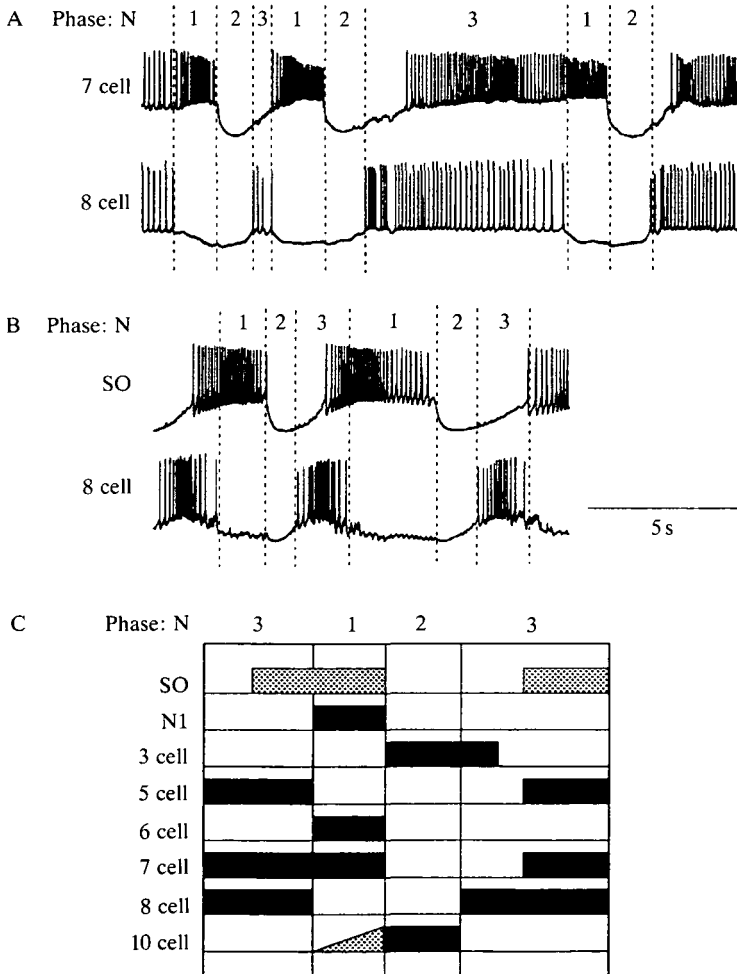 A Phase: N 1 2 3 1 2 3 1 2
7 cell
8 cell
B Phase: N 1 2 3 1 2 3
SO
8 cell
5 s
C Phase: N 3 1 2 3
SO
N1
3 cell
5 cell
6 cell
7 cell
8 cell
10 cell